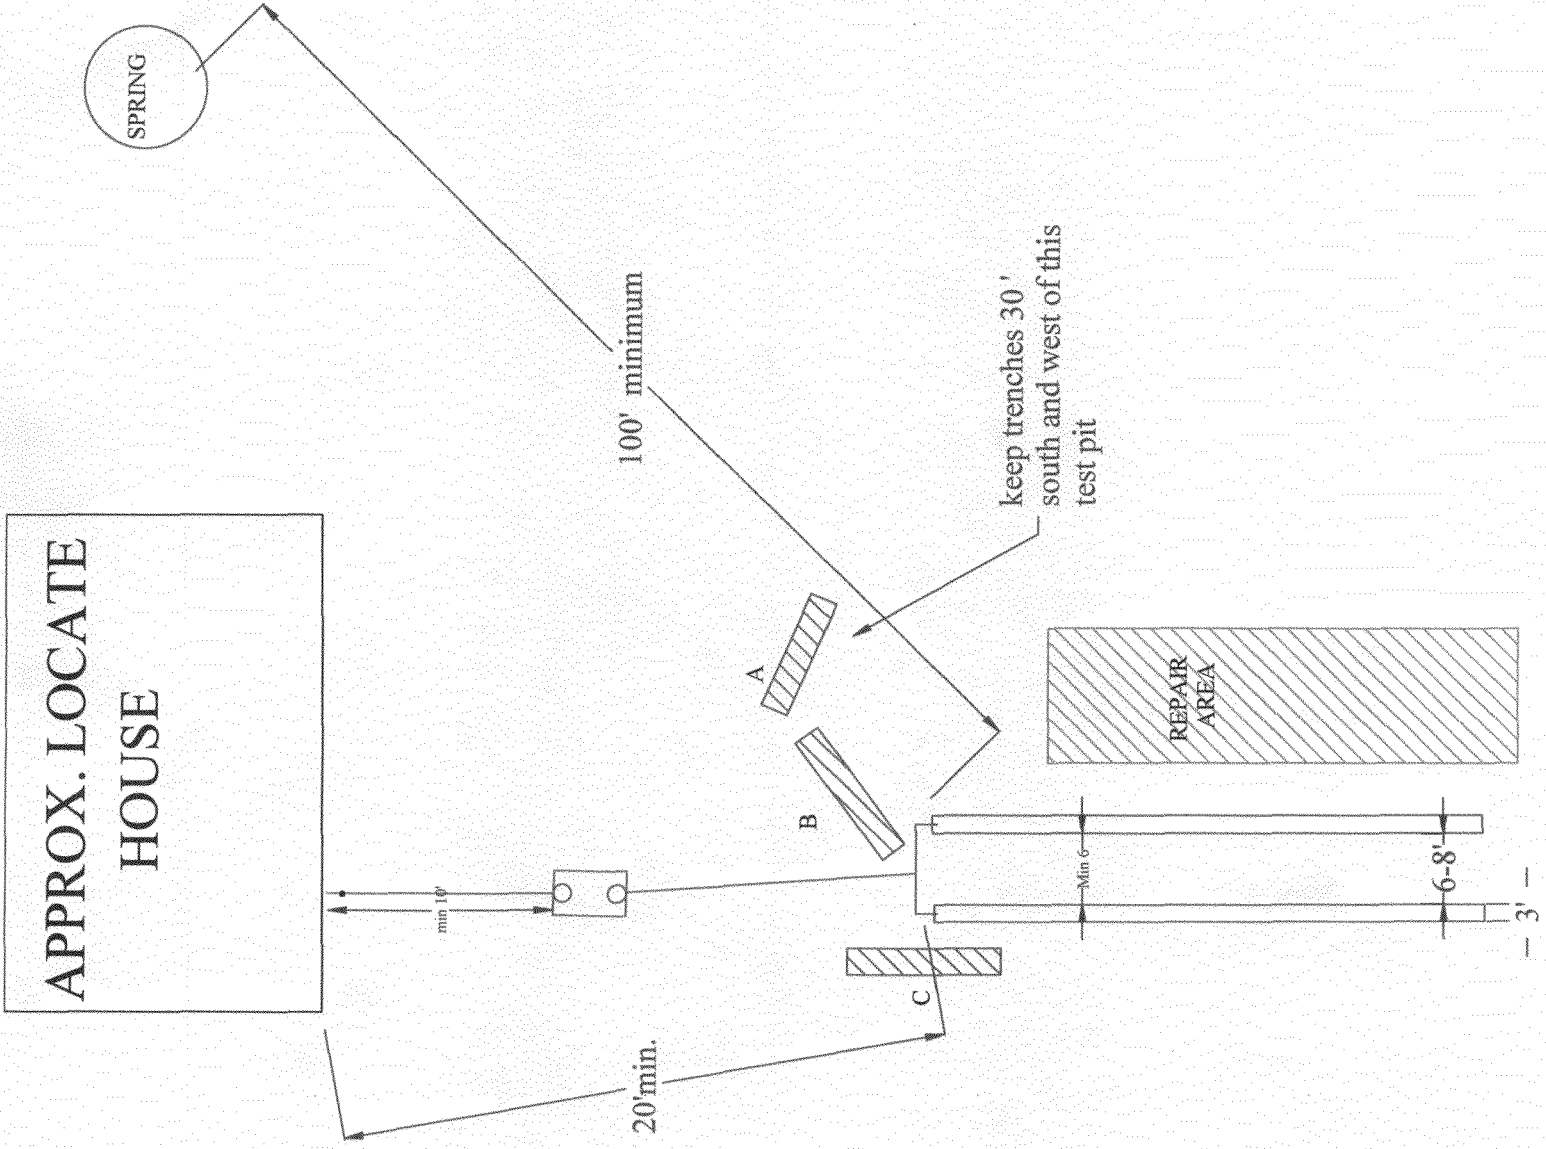 SPRING
APPROX. LOCATE
HOUSE
100' minimum
keep trenches 30'
south and west of this
test pit
A
B
C
min 10'
20'min.
REPAIR
AREA
Min 6'
6-8'
3'